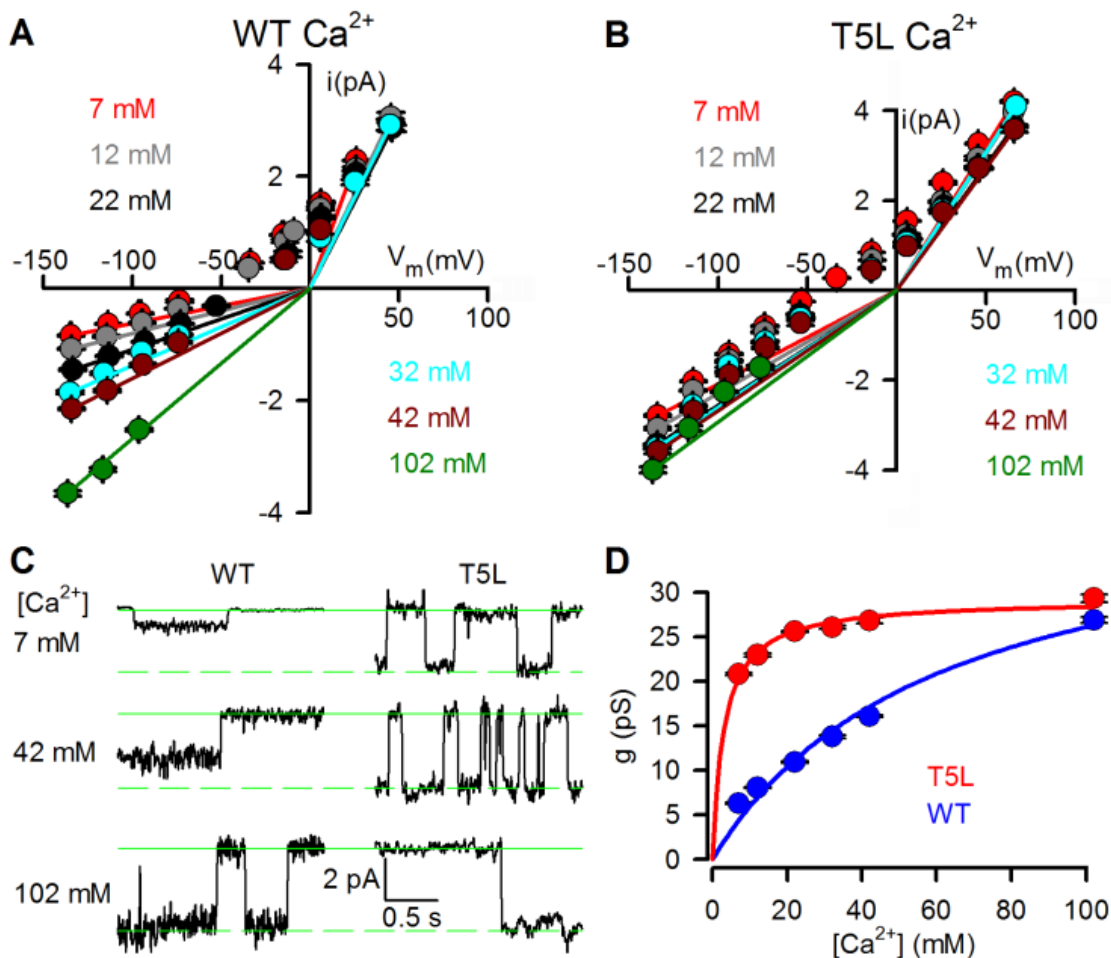 A
WT Ca²⁺
i(pA)
4
2
-2
-4
7 mM
12 mM
22 mM
-150
-100
-50
V_m(mV)
50
100
32 mM
42 mM
102 mM
B
T5L Ca²⁺
i(pA)
4
2
-2
-4
7 mM
12 mM
22 mM
-150
-100
-50
V_m(mV)
50
100
32 mM
42 mM
102 mM
C
WT
T5L
[Ca²⁺]
7 mM
42 mM
102 mM
2 pA
0.5 s
D
g (pS)
30
25
20
15
10
5
0
T5L
WT
0
20
40
60
80
100
[Ca²⁺] (mM)